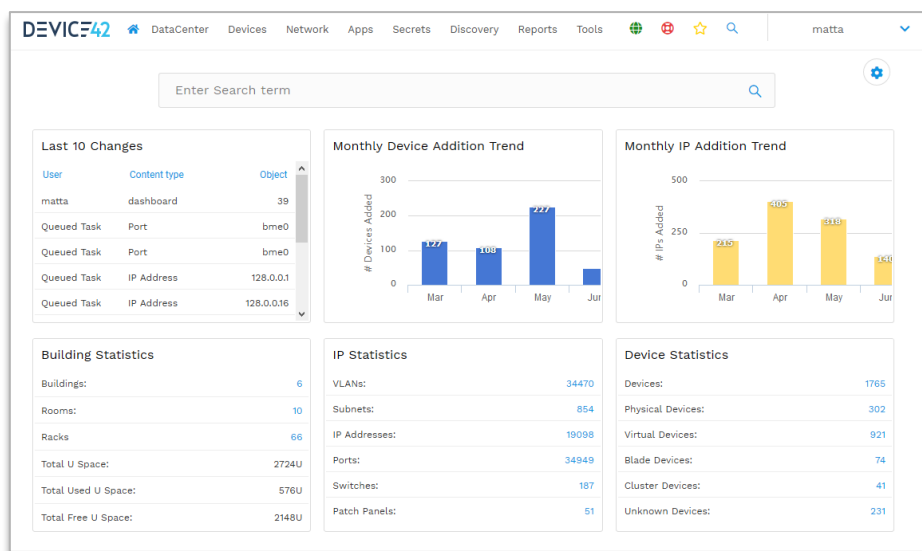 DEVICE42 DataCenter Devices Network Apps Secrets Discovery Reports Tools matta
Enter Search term
Last 10 Changes
User Content type Object
matta dashboard 39
Queued Task Port bme0
Queued Task Port bme0
Queued Task IP Address 128.0.0.1
Queued Task IP Address 128.0.0.16
Monthly Device Addition Trend
# Devices Added
300
200
100
0
127
108
227
Mar Apr May Jun
Monthly IP Addition Trend
# IPs Added
500
250
0
215
405
318
140
Mar Apr May Jun
Building Statistics
Buildings: 6
Rooms: 10
Racks 66
Total U Space: 2724U
Total Used U Space: 576U
Total Free U Space: 2148U
IP Statistics
VLANs: 34470
Subnets: 854
IP Addresses: 19098
Ports: 34949
Switches: 187
Patch Panels: 51
Device Statistics
Devices: 1765
Physical Devices: 302
Virtual Devices: 921
Blade Devices: 74
Cluster Devices: 41
Unknown Devices: 231